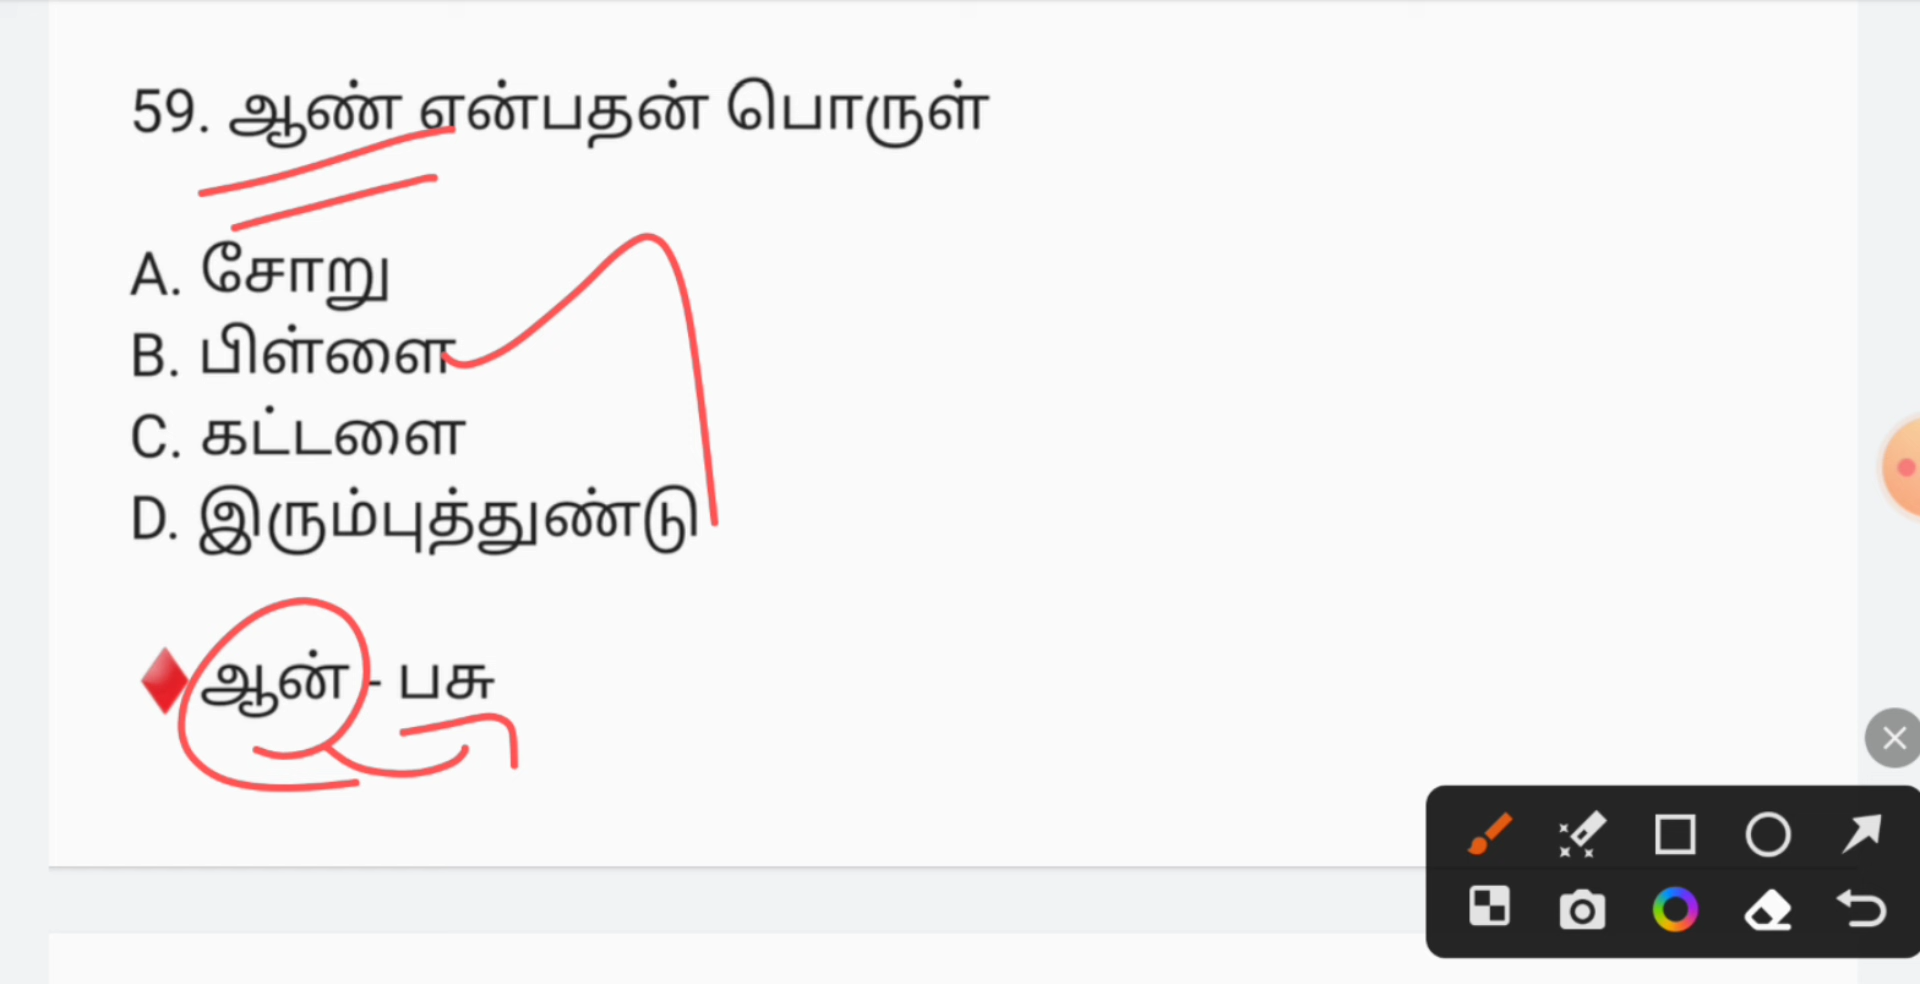 59. ஆண் என்பதன் பொருள்
A. சோறு
B. பிள்ளை
C. கட்டளை
D. இரும்புத்துண்டு
ஆன் - பசு